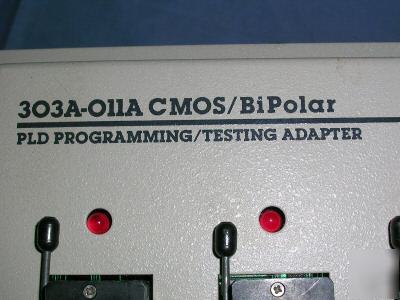 303A-011A CMOS/BiPolar
PLD PROGRAMMING/TESTING ADAPTER